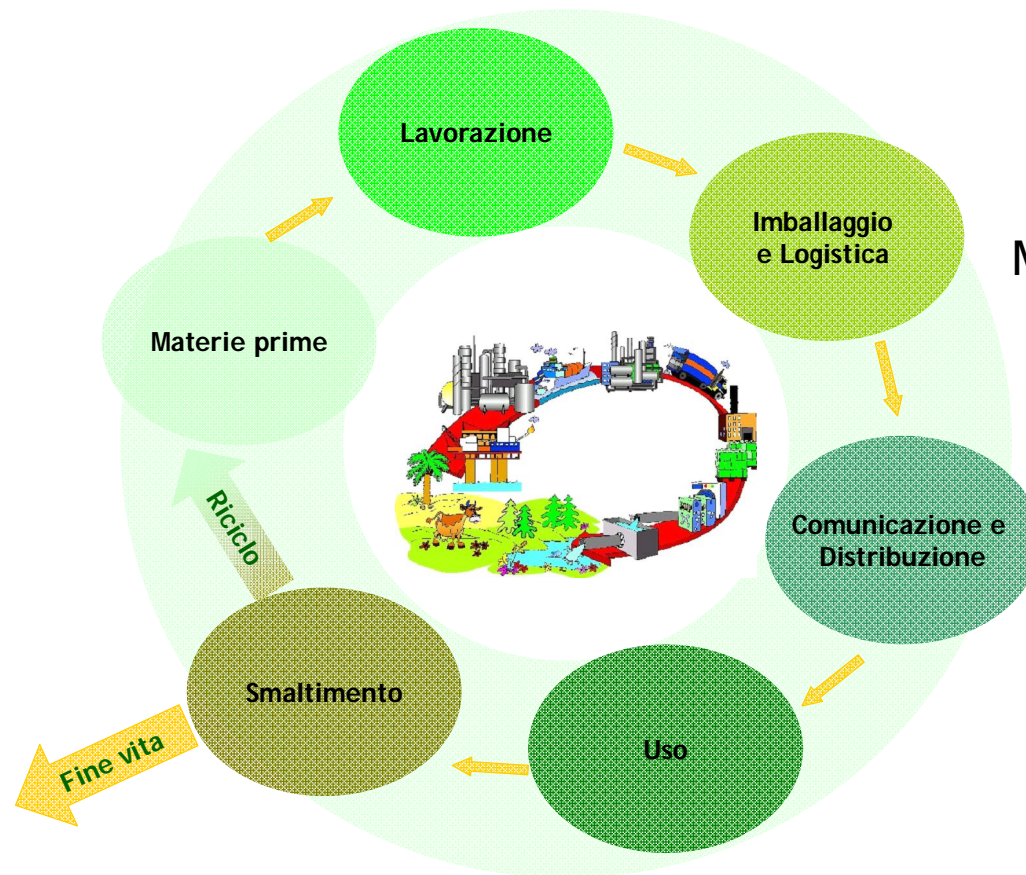 Lavorazione
Imballaggio
e Logistica
M
Materie prime
Comunicazione e
Distribuzione
Riciclo
Smaltimento
Uso
Fine vita